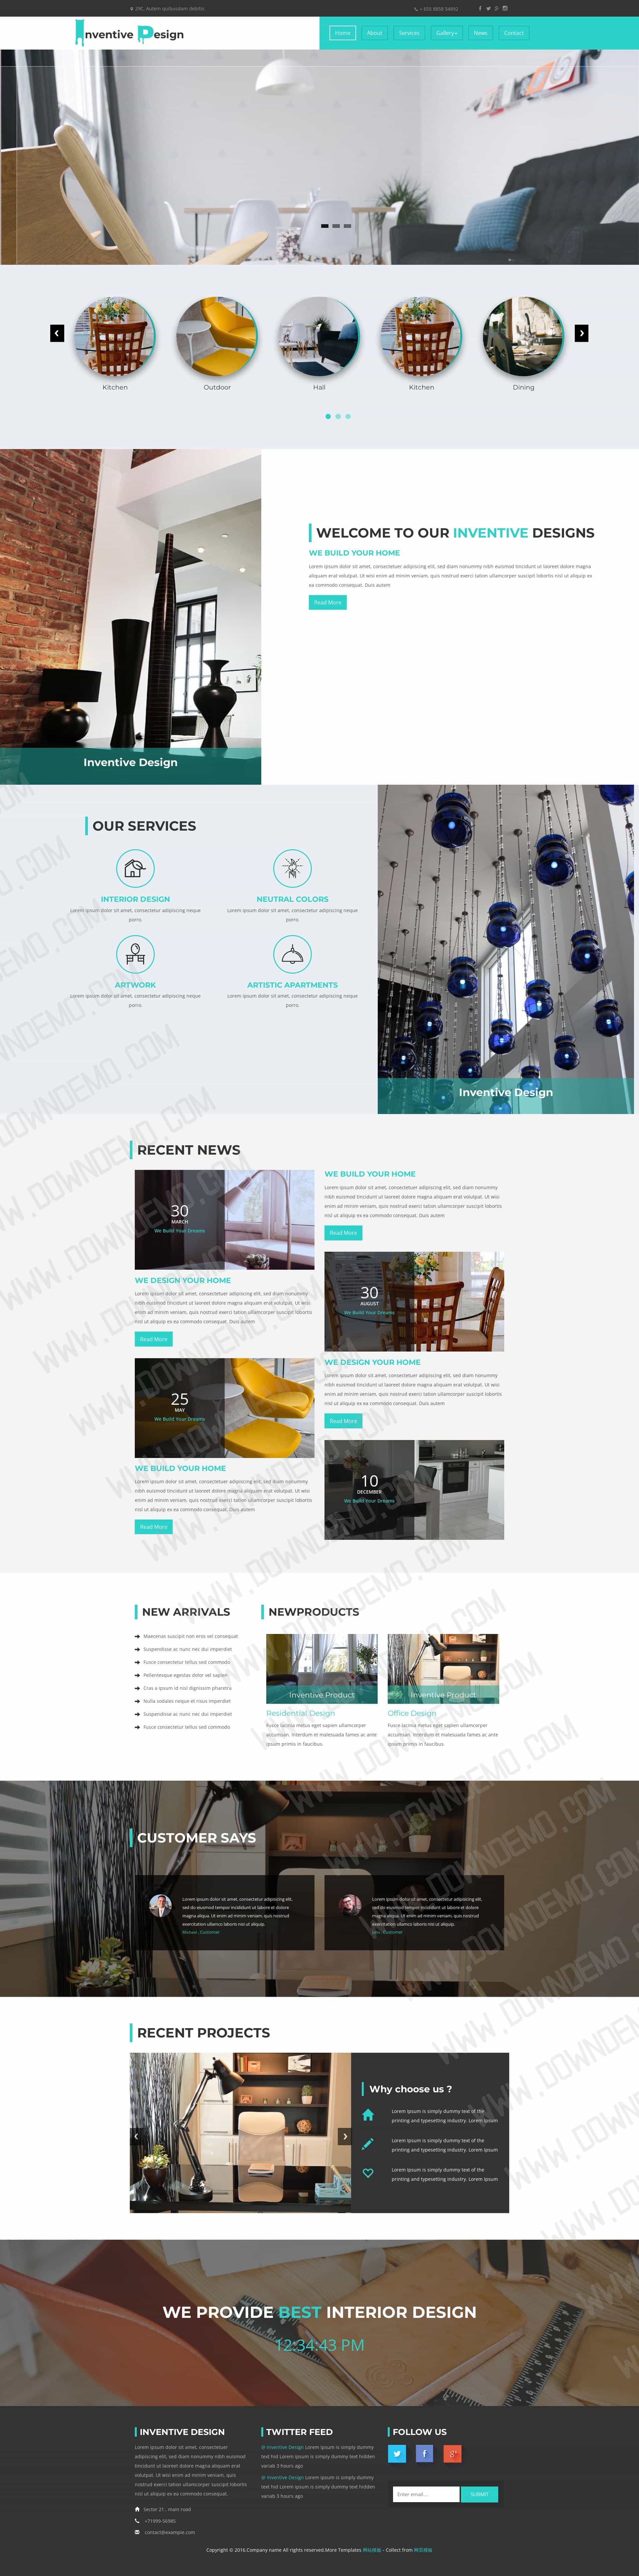 28C, Autem quibusdam debitis.
+ 655 8858 54892
Inventive Design
Home
About
Services
Gallery
News
Contact
Kitchen
Outdoor
Hall
Kitchen
Dining
Inventive Design
WELCOME TO OUR INVENTIVE DESIGNS
WE BUILD YOUR HOME
Lorem ipsum dolor sit amet, consectetuer adipiscing elit, sed diam nonummy nibh euismod tincidunt ut laoreet dolore magna
aliquam erat volutpat. Ut wisi enim ad minim veniam, quis nostrud exerci tation ullamcorper suscipit lobortis nisl ut aliquip ex
ea commodo consequat. Duis autem
Read More
OUR SERVICES
INTERIOR DESIGN
Lorem ipsum dolor sit amet, consectetur adipiscing neque
porro.
NEUTRAL COLORS
Lorem ipsum dolor sit amet, consectetur adipiscing neque
porro.
ARTWORK
Lorem ipsum dolor sit amet, consectetur adipiscing neque
porro.
ARTISTIC APARTMENTS
Lorem ipsum dolor sit amet, consectetur adipiscing neque
porro.
Inventive Design
RECENT NEWS
30
MARCH
We Build Your Dreams
WE DESIGN YOUR HOME
Lorem ipsum dolor sit amet, consectetuer adipiscing elit, sed diam nonummy
nibh euismod tincidunt ut laoreet dolore magna aliquam erat volutpat. Ut wisi
enim ad minim veniam, quis nostrud exerci tation ullamcorper suscipit lobortis
nisl ut aliquip ex ea commodo consequat. Duis autem
Read More
25
MAY
We Build Your Dreams
WE BUILD YOUR HOME
Lorem ipsum dolor sit amet, consectetuer adipiscing elit, sed diam nonummy
nibh euismod tincidunt ut laoreet dolore magna aliquam erat volutpat. Ut wisi
enim ad minim veniam, quis nostrud exerci tation ullamcorper suscipit lobortis
nisl ut aliquip ex ea commodo consequat. Duis autem
Read More
WE BUILD YOUR HOME
Lorem ipsum dolor sit amet, consectetuer adipiscing elit, sed diam nonummy
nibh euismod tincidunt ut laoreet dolore magna aliquam erat volutpat. Ut wisi
enim ad minim veniam, quis nostrud exerci tation ullamcorper suscipit lobortis
nisl ut aliquip ex ea commodo consequat. Duis autem
Read More
30
AUGUST
We Build Your Dreams
WE DESIGN YOUR HOME
Lorem ipsum dolor sit amet, consectetuer adipiscing elit, sed diam nonummy
nibh euismod tincidunt ut laoreet dolore magna aliquam erat volutpat. Ut wisi
enim ad minim veniam, quis nostrud exerci tation ullamcorper suscipit lobortis
nisl ut aliquip ex ea commodo consequat. Duis autem
Read More
10
DECEMBER
We Build Your Dreams
NEW ARRIVALS
Maecenas suscipit non eros vel consequat
Suspendisse ac nunc nec dui imperdiet
Fusce consectetur tellus sed commodo
Pellentesque egestas dolor vel sapien
Cras a ipsum id nisl dignissim pharetra
Nulla sodales neque et risus imperdiet
Suspendisse ac nunc nec dui imperdiet
Fusce consectetur tellus sed commodo
NEWPRODUCTS
Inventive Product
Residential Design
Fusce lacinia metus eget sapien ullamcorper
accumsan. Interdum et malesuada fames ac ante
ipsum primis in faucibus.
Inventive Product
Office Design
Fusce lacinia metus eget sapien ullamcorper
accumsan. Interdum et malesuada fames ac ante
ipsum primis in faucibus.
CUSTOMER SAYS
Lorem ipsum dolor sit amet, consectetur adipisicing elit,
sed do eiusmod tempor incididunt ut labore et dolore
magna aliqua. Ut enim ad minim veniam, quis nostrud
exercitation ullamco laboris nisi ut aliquip.
Customer
Lorem ipsum dolor sit amet, consectetur adipisicing elit,
sed do eiusmod tempor incididunt ut labore et dolore
magna aliqua. Ut enim ad minim veniam, quis nostrud
exercitation ullamco laboris nisi ut aliquip.
Customer
RECENT PROJECTS
Why choose us ?
Lorem Ipsum is simply dummy text of the
printing and typesetting industry. Lorem Ipsum
Lorem Ipsum is simply dummy text of the
printing and typesetting industry. Lorem Ipsum
Lorem Ipsum is simply dummy text of the
printing and typesetting industry. Lorem Ipsum
WE PROVIDE BEST INTERIOR DESIGN
12:34:43 PM
INVENTIVE DESIGN
Lorem ipsum dolor sit amet, consectetuer
adipiscing elit, sed diam nonummy nibh euismod
tincidunt ut laoreet dolore magna aliquam erat
volutpat. Ut wisi enim ad minim veniam, quis
nostrud exerci tation ullamcorper suscipit lobortis
nisl ut aliquip ex ea commodo consequat.
Sector 21 , main road
+71999-56985
contact@example.com
TWITTER FEED
@ Inventive Design Lorem Ipsum is simply dummy
text hid Lorem Ipsum is simply dummy text hidden
variab 3 hours ago
@ Inventive Design Lorem Ipsum is simply dummy
text hid Lorem Ipsum is simply dummy text hidden
variab 3 hours ago
FOLLOW US
Enter email....
SUBMIT
Copyright © 2016.Company name All rights reserved.More Templates 网站模板 - Collect from 网页模板
WWW.DOWNDEMO.COM